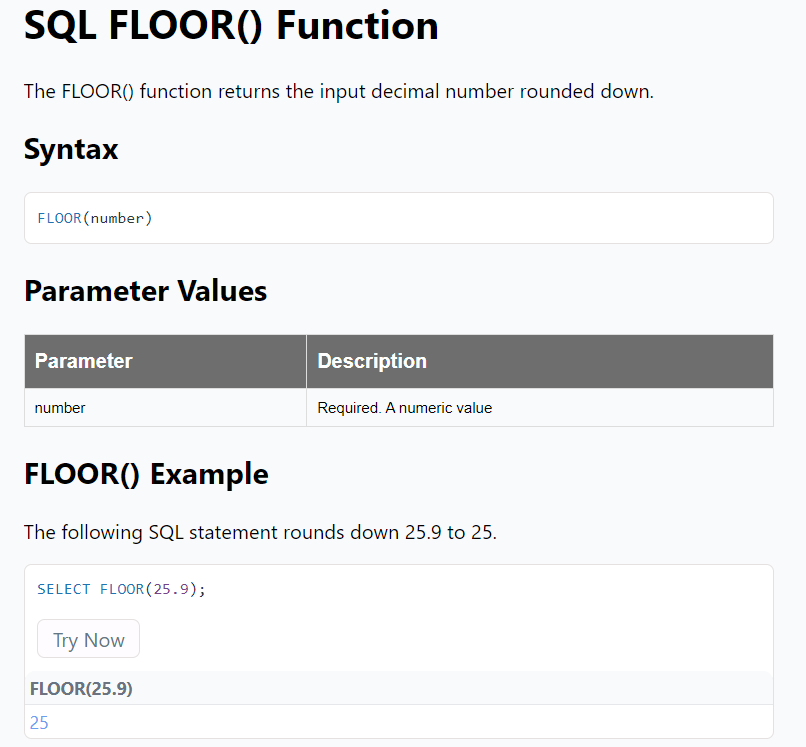 SQL FLOOR() Function
The FLOOR() function returns the input decimal number rounded down.
Syntax
FLOOR(number)
Parameter Values
Parameter Description
number Required. A numeric value
FLOOR() Example
The following SQL statement rounds down 25.9 to 25.
SELECT FLOOR(25.9);
Try Now
FLOOR(25.9)
25